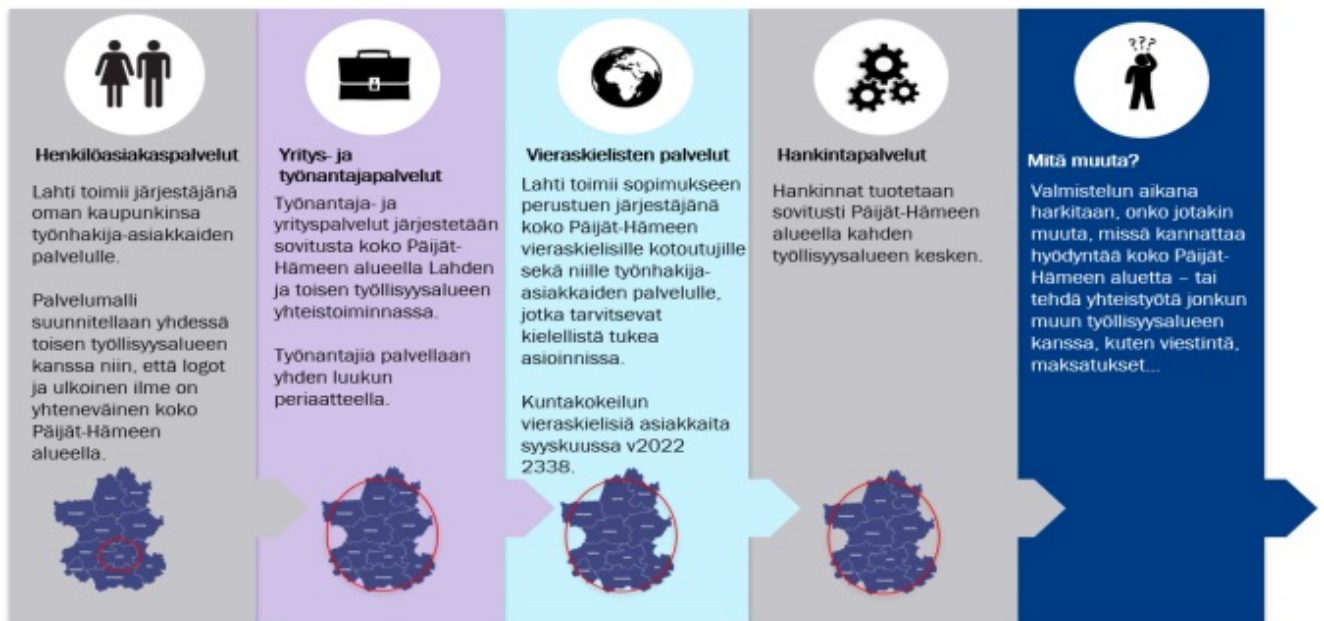 Henkilöasiakaspalvelut
Lahti toimii järjestäjänä
oman kaupunkinsa
työnhakija-asiakkaiden
palvelulle.
Palvelumalli
suunnitellaan yhdessä
toisen työllisyysalueen
kanssa niin, että logot
ja ulkoinen ilme on
yhteneväinen koko
Päijät-Hämeen
alueella.
Yritys- ja
työnantajapalvelut
Työnantaja- ja
yrityspalvelut järjestetään
sovitusta koko Päijät-
Hämeen alueella Lahden
ja toisen työllisyysalueen
yhteistoiminnassa.
Työnantajia palvellaan
yhden luukun
periaatteella.
Vieraskielisten palvelut
Lahti toimii sopimukseen
perustuen järjestäjänä
koko Päijät-Hämeen
vieraskielisille kotoutujille
sekä niille työnhakija-
asiakkaiden palvelulle,
jotka tarvitsevat
kielellistä tukea
asioinnissa.
Kuntakokeilun
vieraskielisiä asiakkaita
syyskuussa v2022
2338.
Hankintapalvelut
Hankinnat tuotetaan
sovitusti Päijät-Hämeen
alueella kahden
työllisyysalueen kesken.
???
Mitä muuta?
Valmistelun aikana
harkitaan, onko jotakin
muuta, missä kannattaa
hyödyntää koko Päijät-
Hämeen aluetta – tai
tehdä yhteistyötä jonkun
muun työllisyysalueen
kanssa, kuten viestintä,
maksatukset...